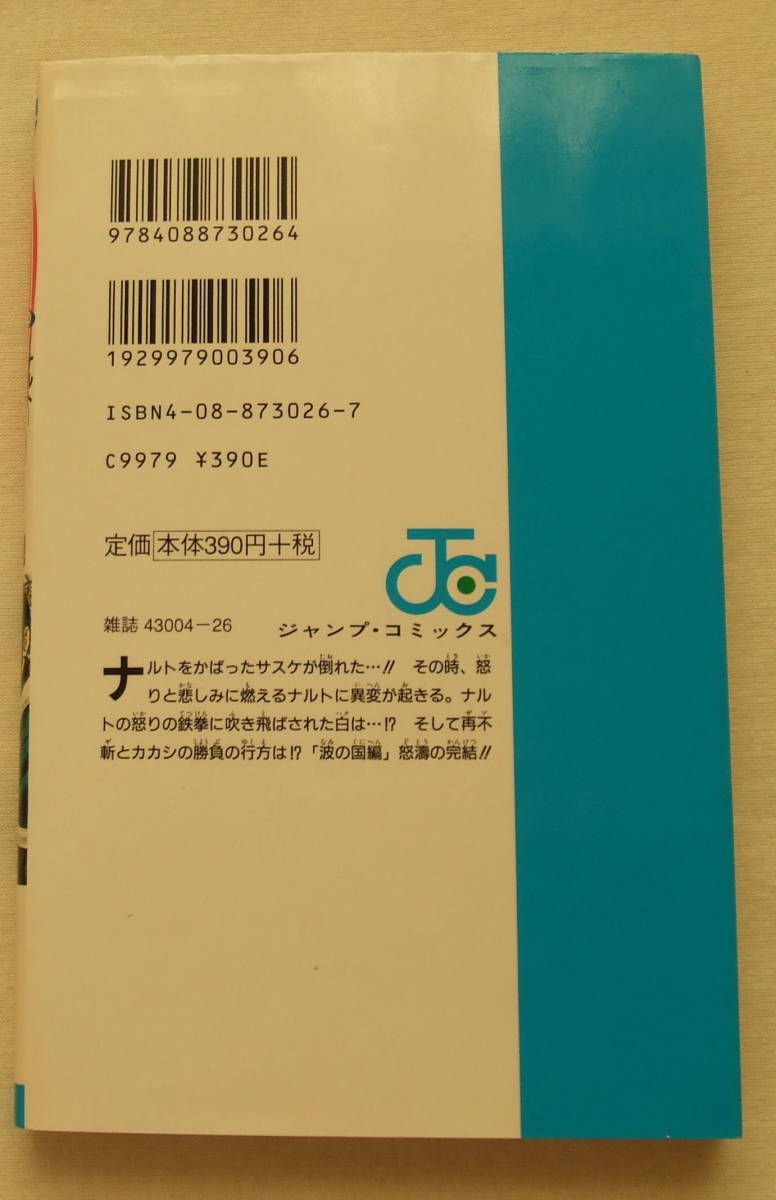 9784088730264
1929979003906
ISBN4-08-873026-7
C9979 ¥390E
定価 本体390円+税
雑誌 43004-26
ジャンプ・コミックス
ナルトをかばったサスケが倒れた…!! その時、怒
りと悲しみに燃えるナルトに異変が起きる。ナル
トの怒りの鉄拳に吹き飛ばされた白は…!? そして再不
斬とカカシの勝負の行方は!?「波の国編」怒濤の完結!!